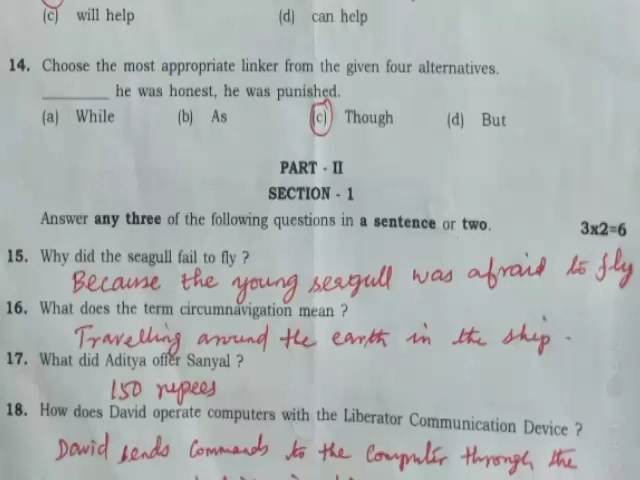 (c) will help (d) can help
14. Choose the most appropriate linker from the given four alternatives.
________ he was honest, he was punished.
(a) While (b) As (c) Though (d) But
PART - II
SECTION - 1
Answer any three of the following questions in a sentence or two. 3x2=6
15. Why did the seagull fail to fly ?
Because the young seagull was afraid to fly
16. What does the term circumnavigation mean ?
Travelling around the earth in the ship.
17. What did Aditya offer Sanyal ?
150 rupees
18. How does David operate computers with the Liberator Communication Device ?
David sends commands to the computer through the